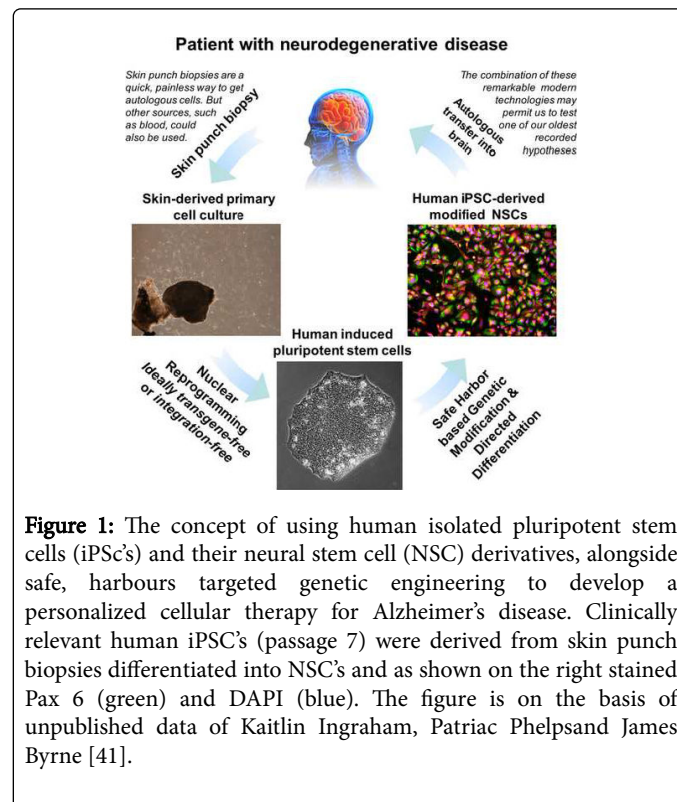 Patient with neurodegenerative disease
Skin punch biopsies are a
quick, painless way to get
autologous cells. But
other sources, such
as blood, could
also be used.
Skin punch biopsy
The combination of these
remarkable modern
technologies may
permit us to test
one of our oldest
recorded
hypotheses
Autologous
transfer into
brain
Skin-derived primary
cell culture
Human iPSC-derived
modified NSCs
Human induced
pluripotent stem cells
Nuclear
Reprogramming
Ideally transgene-free
or integration-free
Safe Harbor
based Genetic
Modification &
Directed
Differentiation
Figure 1: The concept of using human isolated pluripotent stem
cells (iPSc's) and their neural stem cell (NSC) derivatives, alongside
safe, harbours targeted genetic engineering to develop a
personalized cellular therapy for Alzheimer's disease. Clinically
relevant human iPSC's (passage 7) were derived from skin punch
biopsies differentiated into NSC's and as shown on the right stained
Pax 6 (green) and DAPI (blue). The figure is on the basis of
unpublished data of Kaitlin Ingraham, Patriac Phelpsand James
Byrne [41].